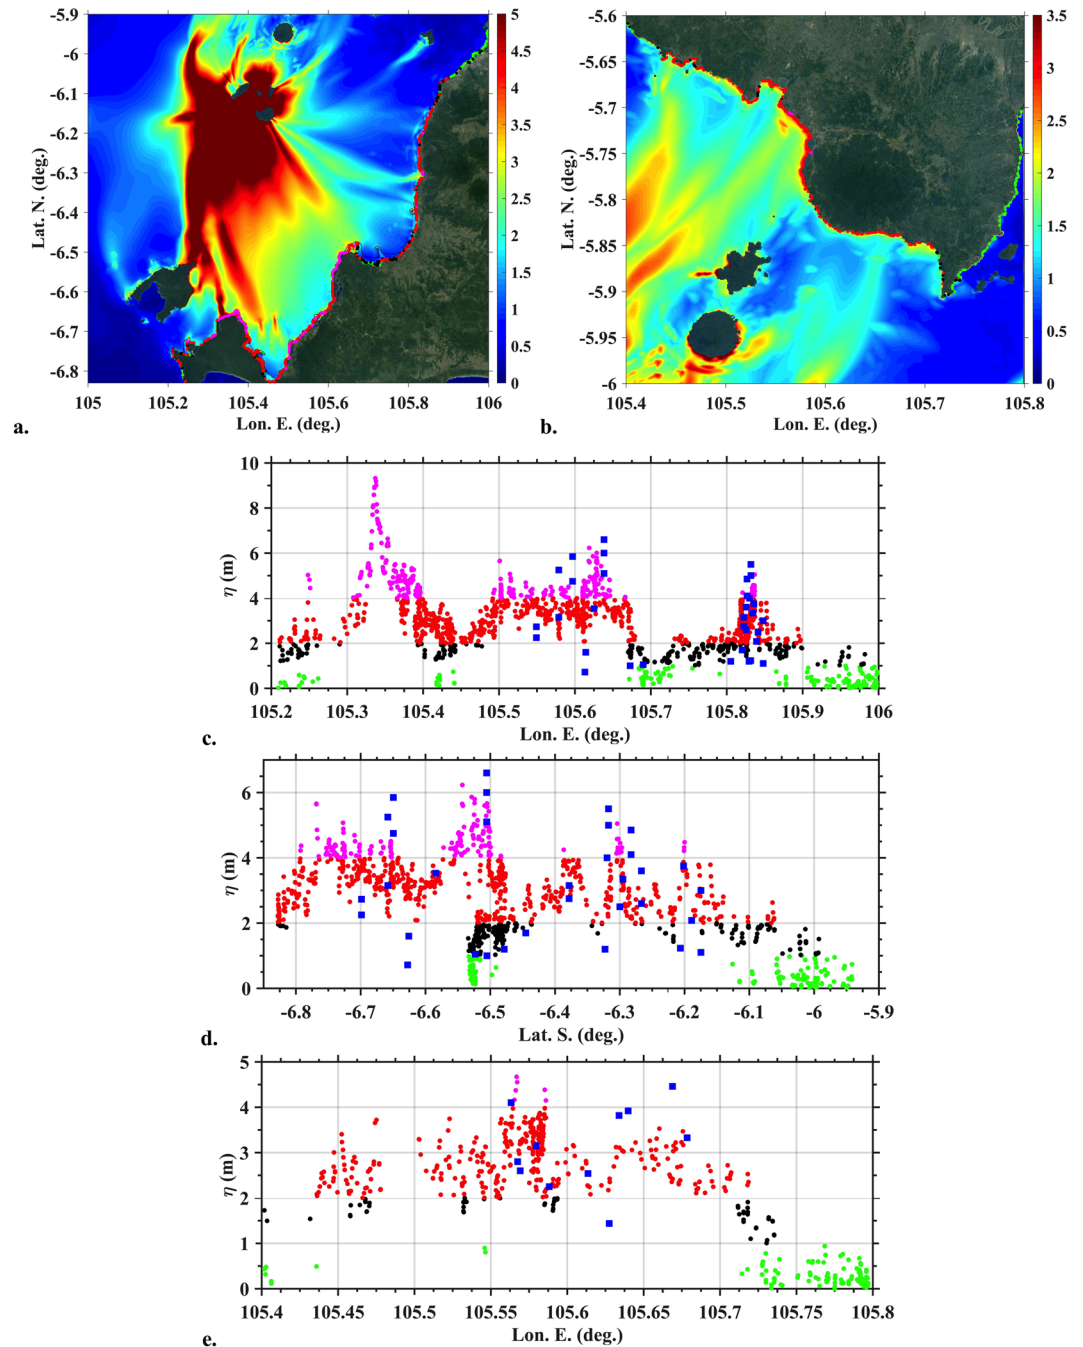 -5.9
-6
-6.1
-6.2
-6.3
-6.4
-6.5
-6.6
-6.7
-6.8
Lat. N. (deg.)
105 105.2 105.4 105.6 105.8 106
Lon. E. (deg.)
5
4.5
4
3.5
3
2.5
2
1.5
1
0.5
0
a.
-5.6
-5.65
-5.7
-5.75
-5.8
-5.85
-5.9
-5.95
-6
Lat. N. (deg.)
105.4 105.5 105.6 105.7 105.8
Lon. E. (deg.)
3.5
3
2.5
2
1.5
1
0.5
0
b.
10
8
6
4
2
0
η (m)
105.2 105.3 105.4 105.5 105.6 105.7 105.8 105.9 106
Lon. E. (deg.)
c.
6
4
2
0
η (m)
-6.8 -6.7 -6.6 -6.5 -6.4 -6.3 -6.2 -6.1 -6 -5.9
Lat. S. (deg.)
d.
5
4
3
2
1
0
η (m)
105.4 105.45 105.5 105.55 105.6 105.65 105.7 105.75 105.8
Lon. E. (deg.)
e.